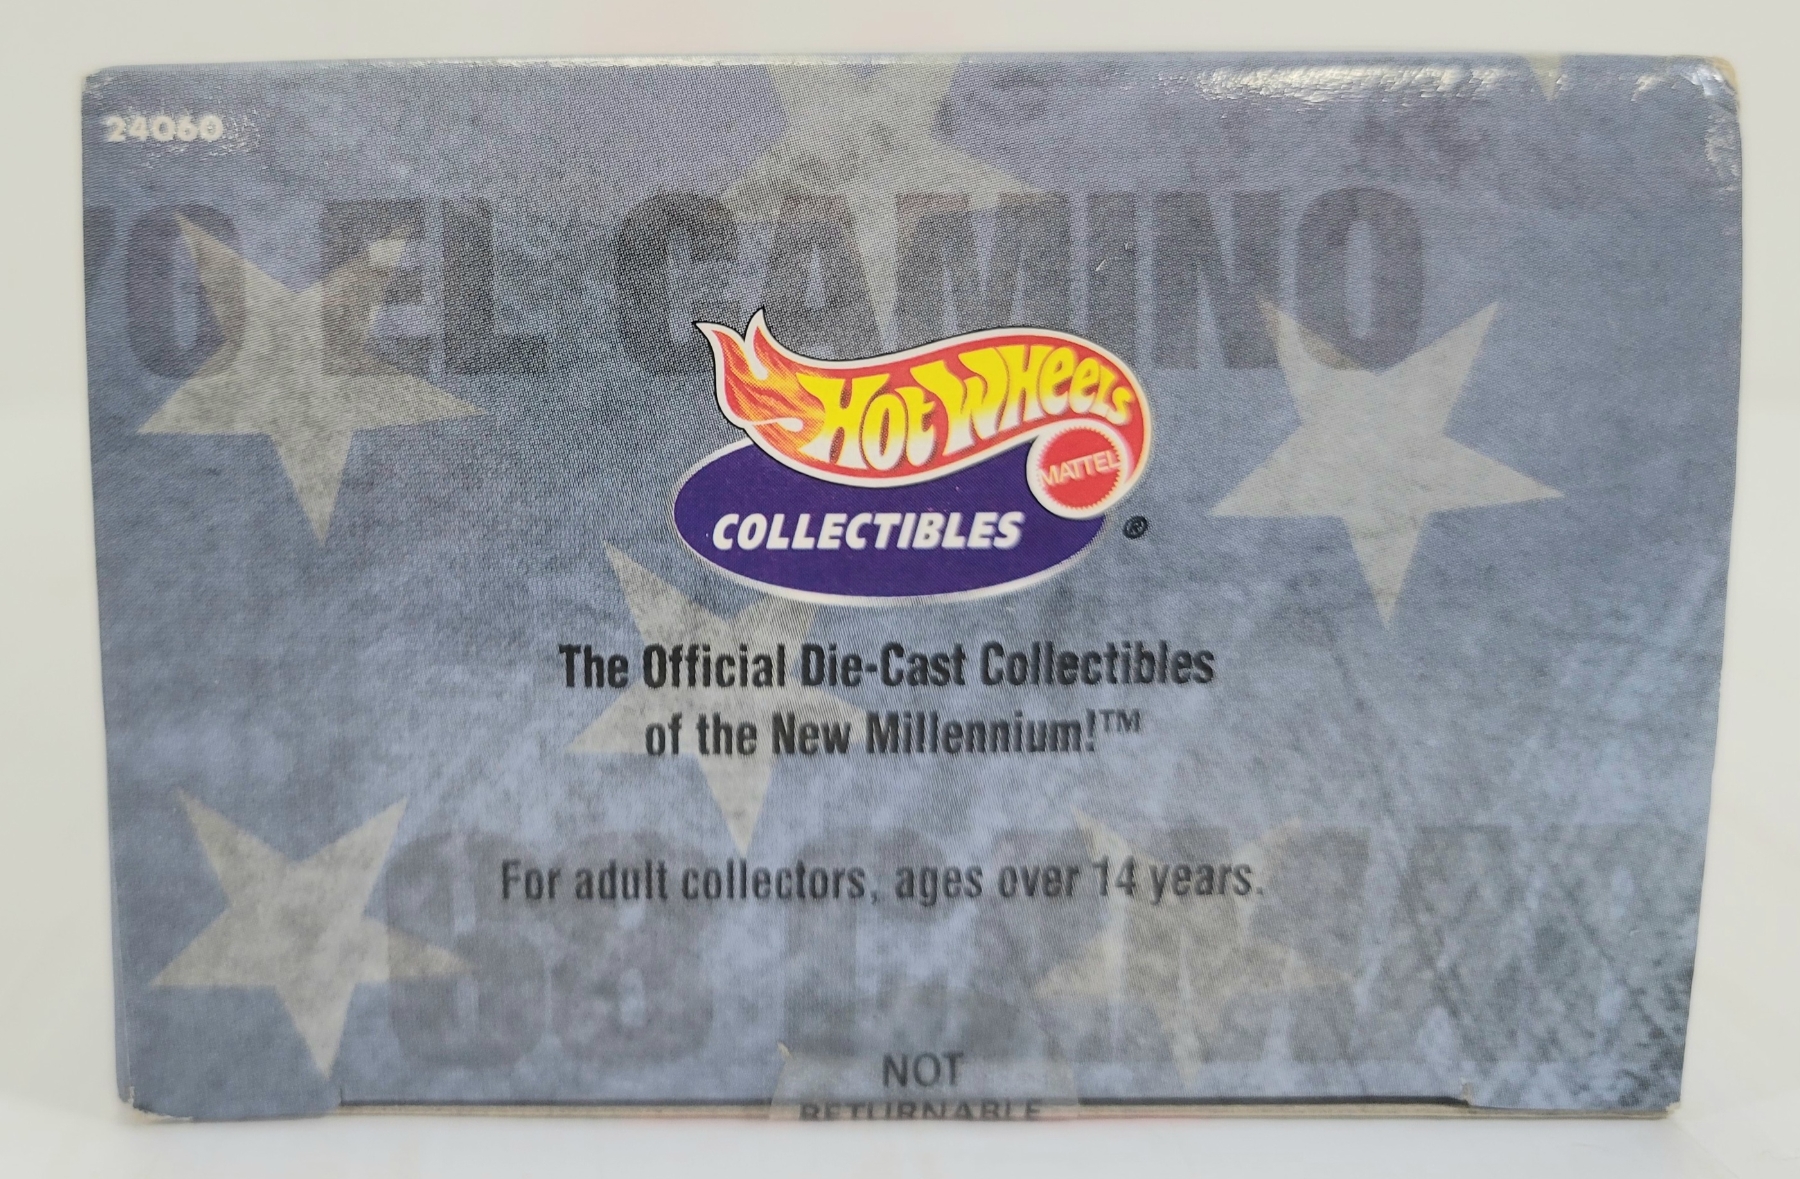 24060
'70 EL CAMINO
HOT WHEELS
MATTEL
COLLECTIBLES
®
The Official Die-Cast Collectibles
of the New Millennium!™
For adult collectors, ages over 14 years.
NOT
RETURNABLE